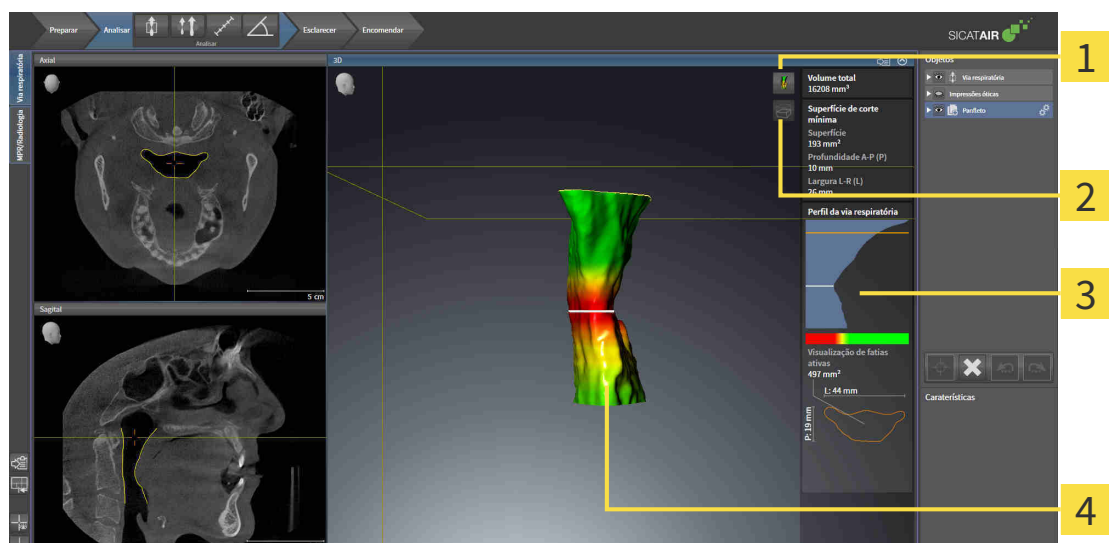 Preparar
Analisar
Analisar
Esclarecer
Encomendar
SICATAIR
1
Via respiratória
MPR/Radiologia
Axial
5 cm
Sagital
3D
Volume total
16208 mm³
Superfície de corte
mínima
Superfície
193 mm²
Profundidade A-P (P)
10 mm
Largura L-R (L)
26 mm
2
Perfil da via respiratória
3
Visualização de fatias
ativas
497 mm²
L: 44 mm
P: 19 mm
4
Objetos
Via respiratória
Impressões óticas
Panfleto
Caraterísticas